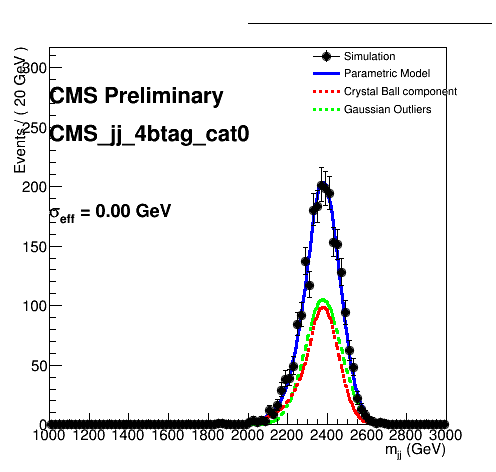 Simulation
Parametric Model
Crystal Ball component
Gaussian Outliers
CMS Preliminary
CMS_jj_4btag_cat0
σeff = 0.00 GeV
Events / ( 20 GeV )
300
250
200
150
100
50
0
1000 1200 1400 1600 1800 2000 2200 2400 2600 2800 3000
mjj (GeV)